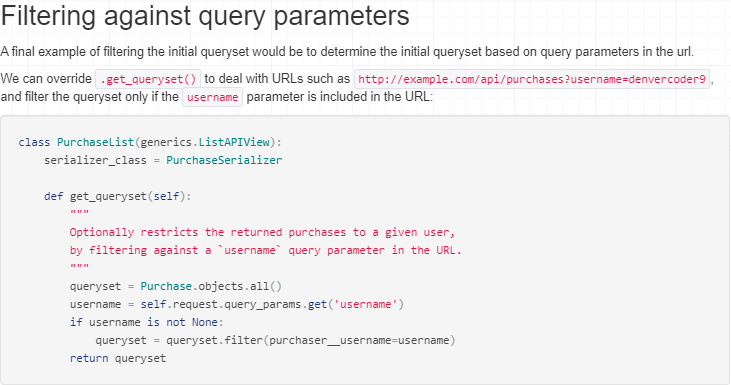 Filtering against query parameters
A final example of filtering the initial queryset would be to determine the initial queryset based on query parameters in the url.
We can override .get_queryset() to deal with URLs such as http://example.com/api/purchases?username=denvercoder9,
and filter the queryset only if the username parameter is included in the URL:
class PurchaseList(generics.ListAPIView):
    serializer_class = PurchaseSerializer

    def get_queryset(self):
        """
        Optionally restricts the returned purchases to a given user,
        by filtering against a `username` query parameter in the URL.
        """
        queryset = Purchase.objects.all()
        username = self.request.query_params.get('username')
        if username is not None:
            queryset = queryset.filter(purchaser__username=username)
        return queryset